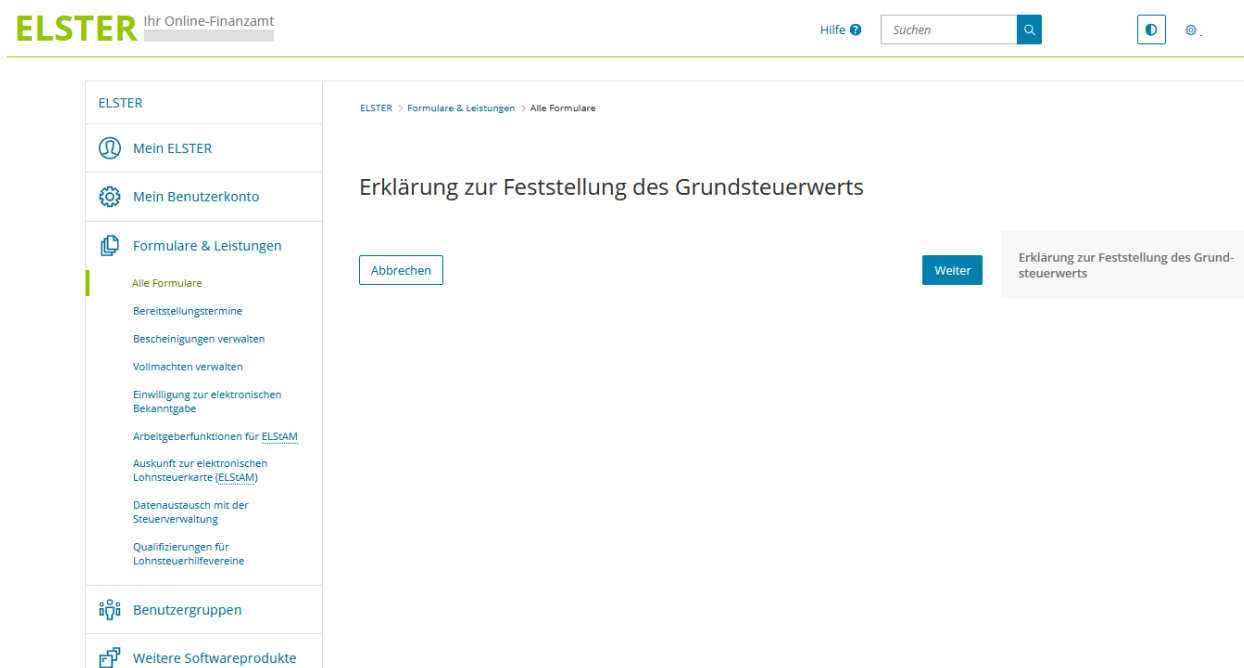 ELSTER Ihr Online-Finanzamt
Hilfe ?
Suchen
ELSTER
Mein ELSTER
Mein Benutzerkonto
Formulare & Leistungen
Alle Formulare
Bereitstellungstermine
Bescheinigungen verwalten
Vollmachten verwalten
Einwilligung zur elektronischen
Bekanntgabe
Arbeitgeberfunktionen für ELStAM
Auskunft zur elektronischen
Lohnsteuerkarte (ELStAM)
Datenaustausch mit der
Steuerverwaltung
Qualifizierungen für
Lohnsteuerhilfevereine
Benutzergruppen
Weitere Softwareprodukte
ELSTER > Formulare & Leistungen > Alle Formulare
Erklärung zur Feststellung des Grundsteuerwerts
Abbrechen
Weiter
Erklärung zur Feststellung des Grund-
steuerwerts